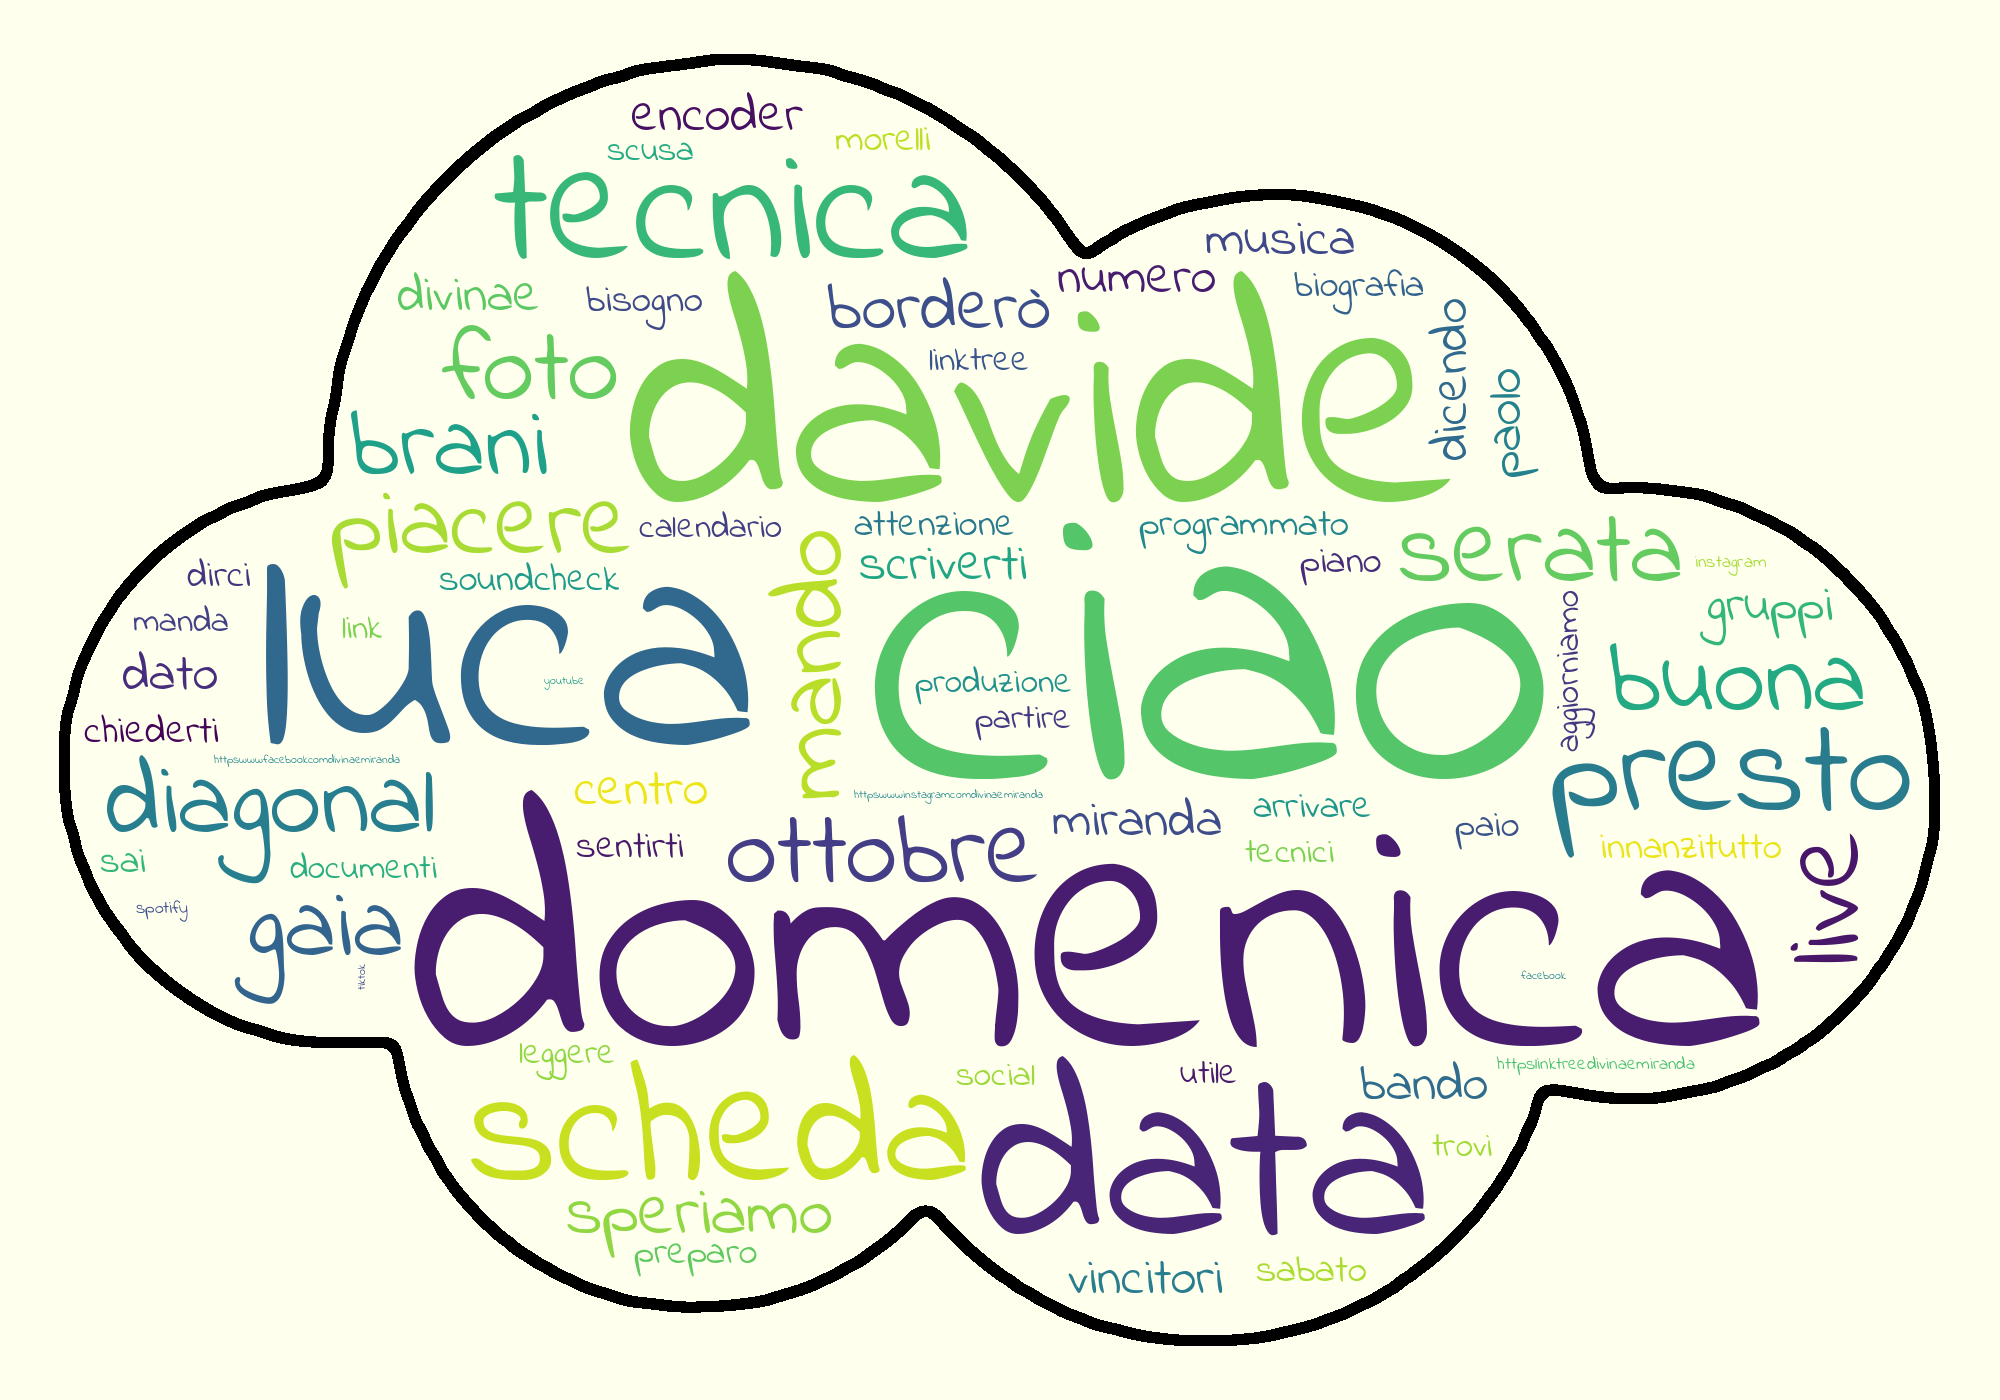 encoder
scusa
morelli
tecnica
musica
divinae
bisogno
borderò
numero
biografia
foto
linktree
davide
dicendo
paolo
brani
piacere
calendario
attenzione
programmato
serata
scriverti
piano
instagram
dirci
soundcheck
mando
ciao
aggiorniamo
gruppi
manda
link
luca
dato
youtube
produzione
partire
buona
chiederti
httpswwwfacebookcomdivinaemiranda
diagonal
centro
httpswwwinstagramcomdivinaemiranda
presto
miranda
arrivare
paio
sentirti
ottobre
tecnici
innanzitutto
sai
documenti
live
spotify
gaia
tiktok
domenica
facebook
leggere
social
utile
httpslinktreedivinaemiranda
bando
scheda
data
trovi
speriamo
preparo
vincitori
sabato